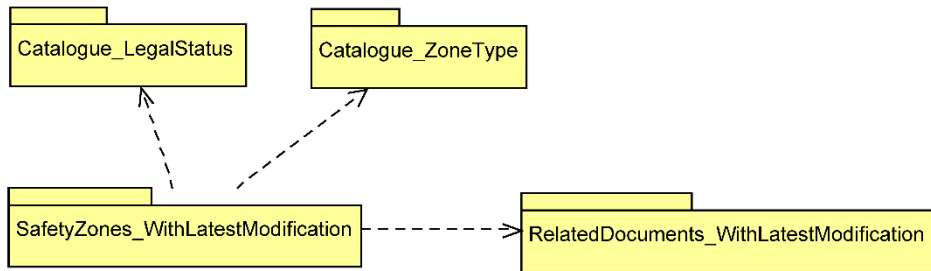 Catalogue_LegalStatus
Catalogue_ZoneType
SafetyZones_WithLatestModification
RelatedDocuments_WithLatestModification